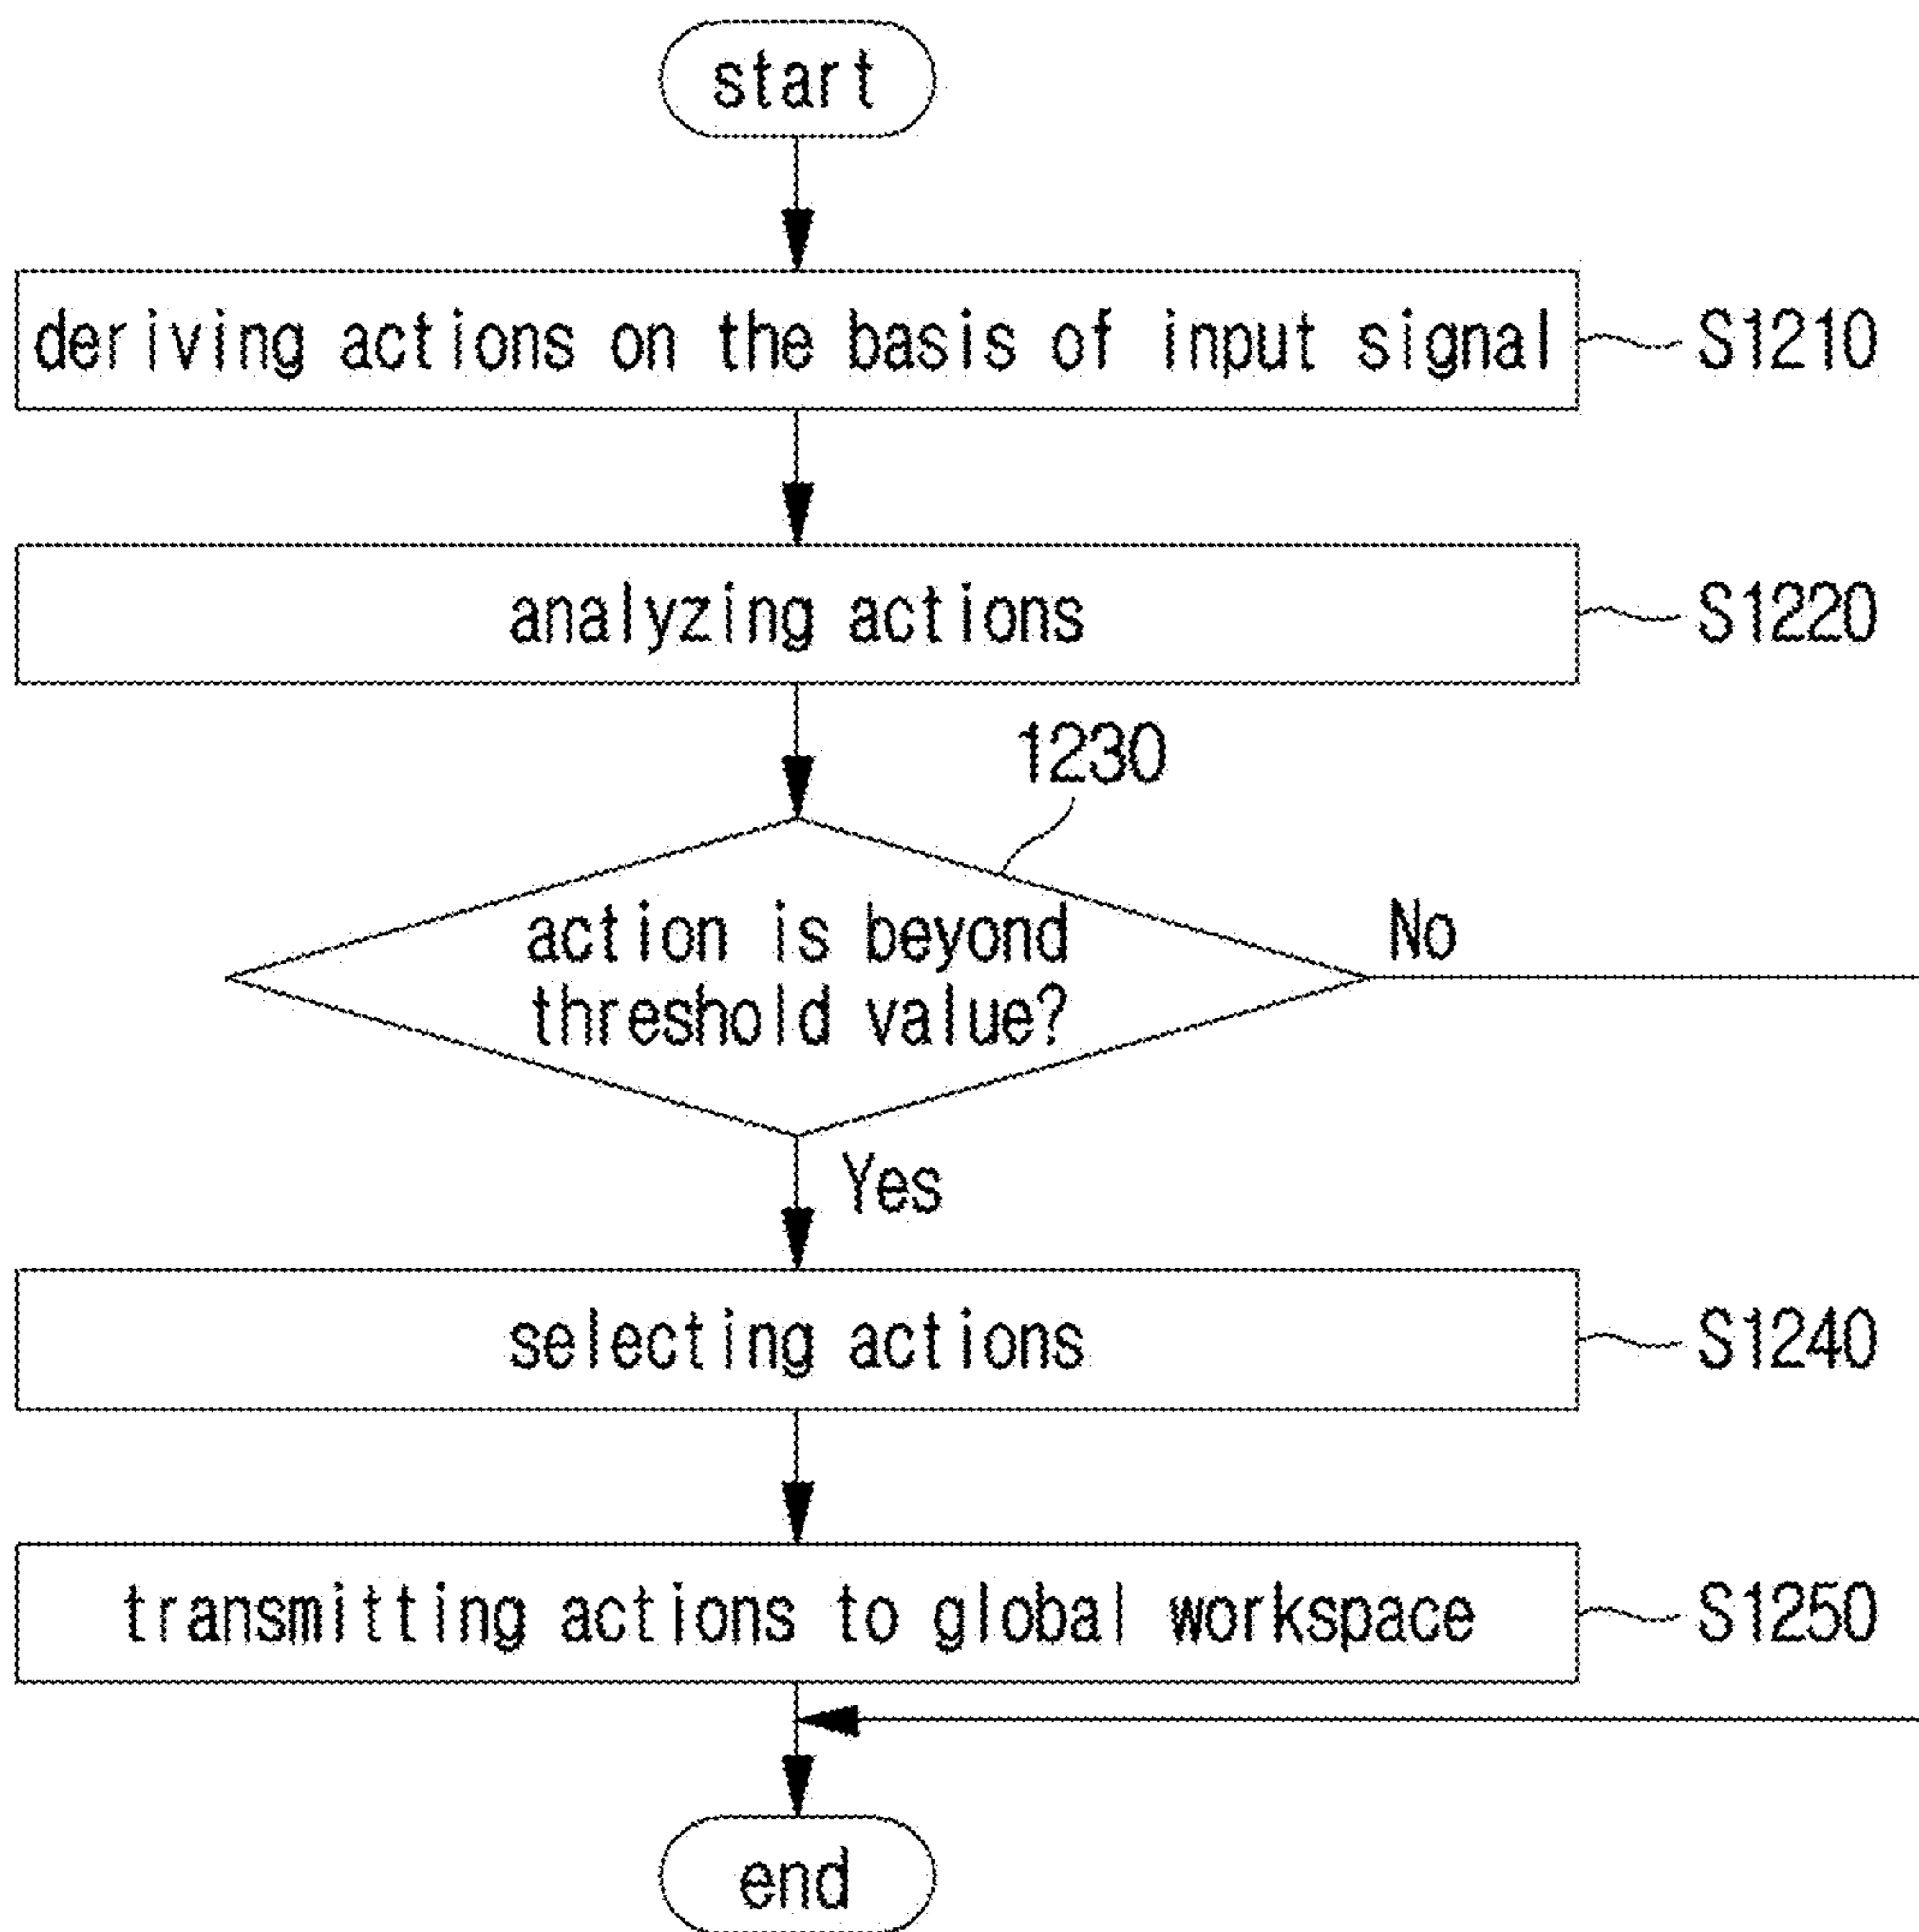 start
deriving actions on the basis of input signal
S1210
analyzing actions
S1220
1230
action is beyond
threshold value?
No
Yes
selecting actions
S1240
transmitting actions to global workspace
S1250
end